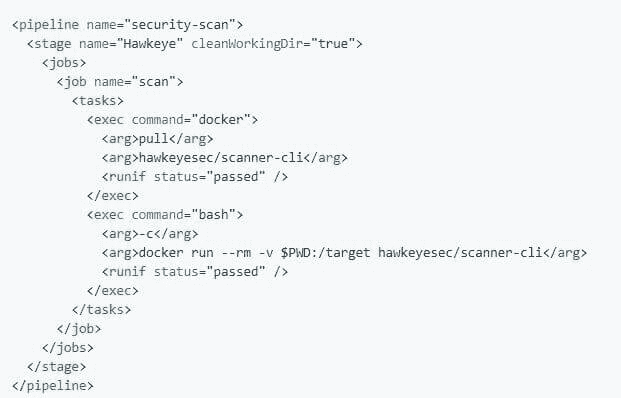 <pipeline name="security-scan">
  <stage name="Hawkeye" cleanWorkingDir="true">
    <jobs>
      <job name="scan">
        <tasks>
          <exec command="docker">
            <arg>pull</arg>
            <arg>hawkeyesec/scanner-cli</arg>
            <runif status="passed" />
          </exec>
          <exec command="bash">
            <arg>-c</arg>
            <arg>docker run --rm -v $PWD:/target hawkeyesec/scanner-cli</arg>
            <runif status="passed" />
          </exec>
        </tasks>
      </job>
    </jobs>
  </stage>
</pipeline>